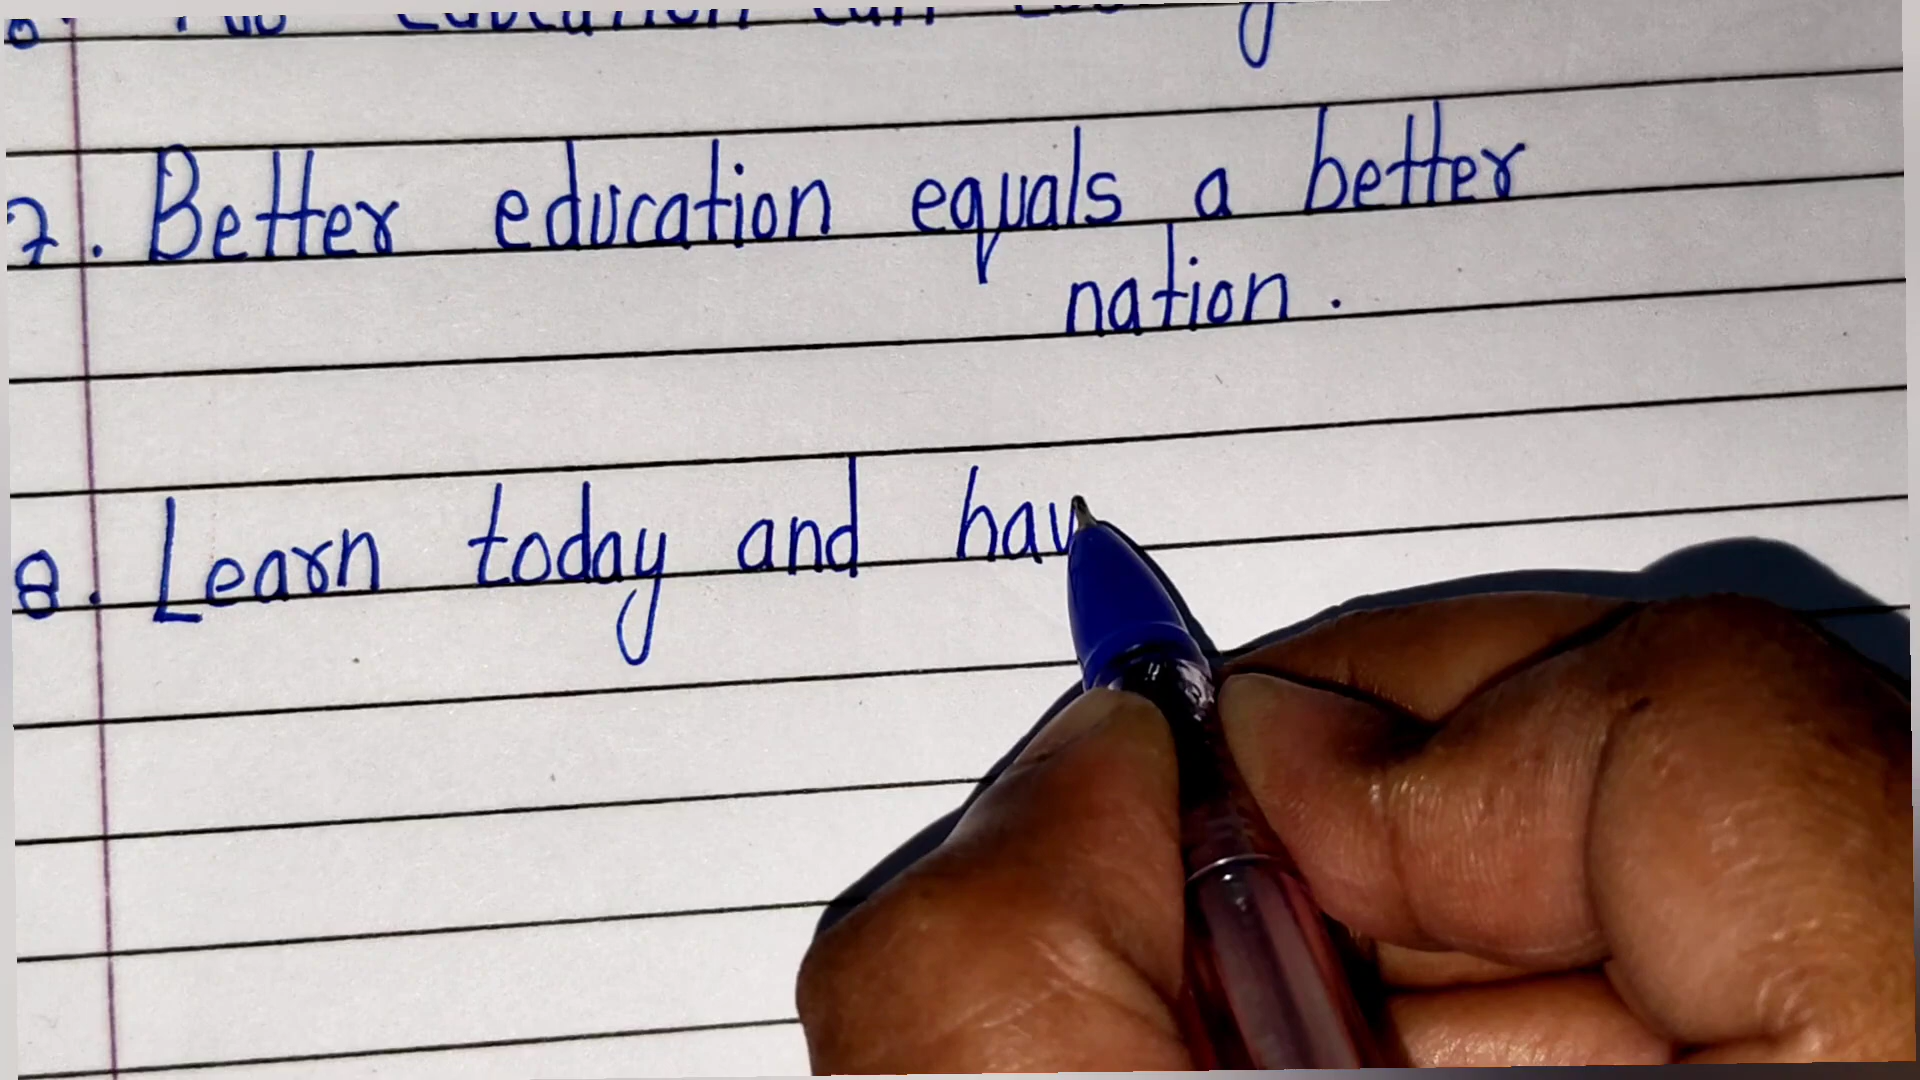 7. Better education equals a better
nation.
8. Learn today and hav